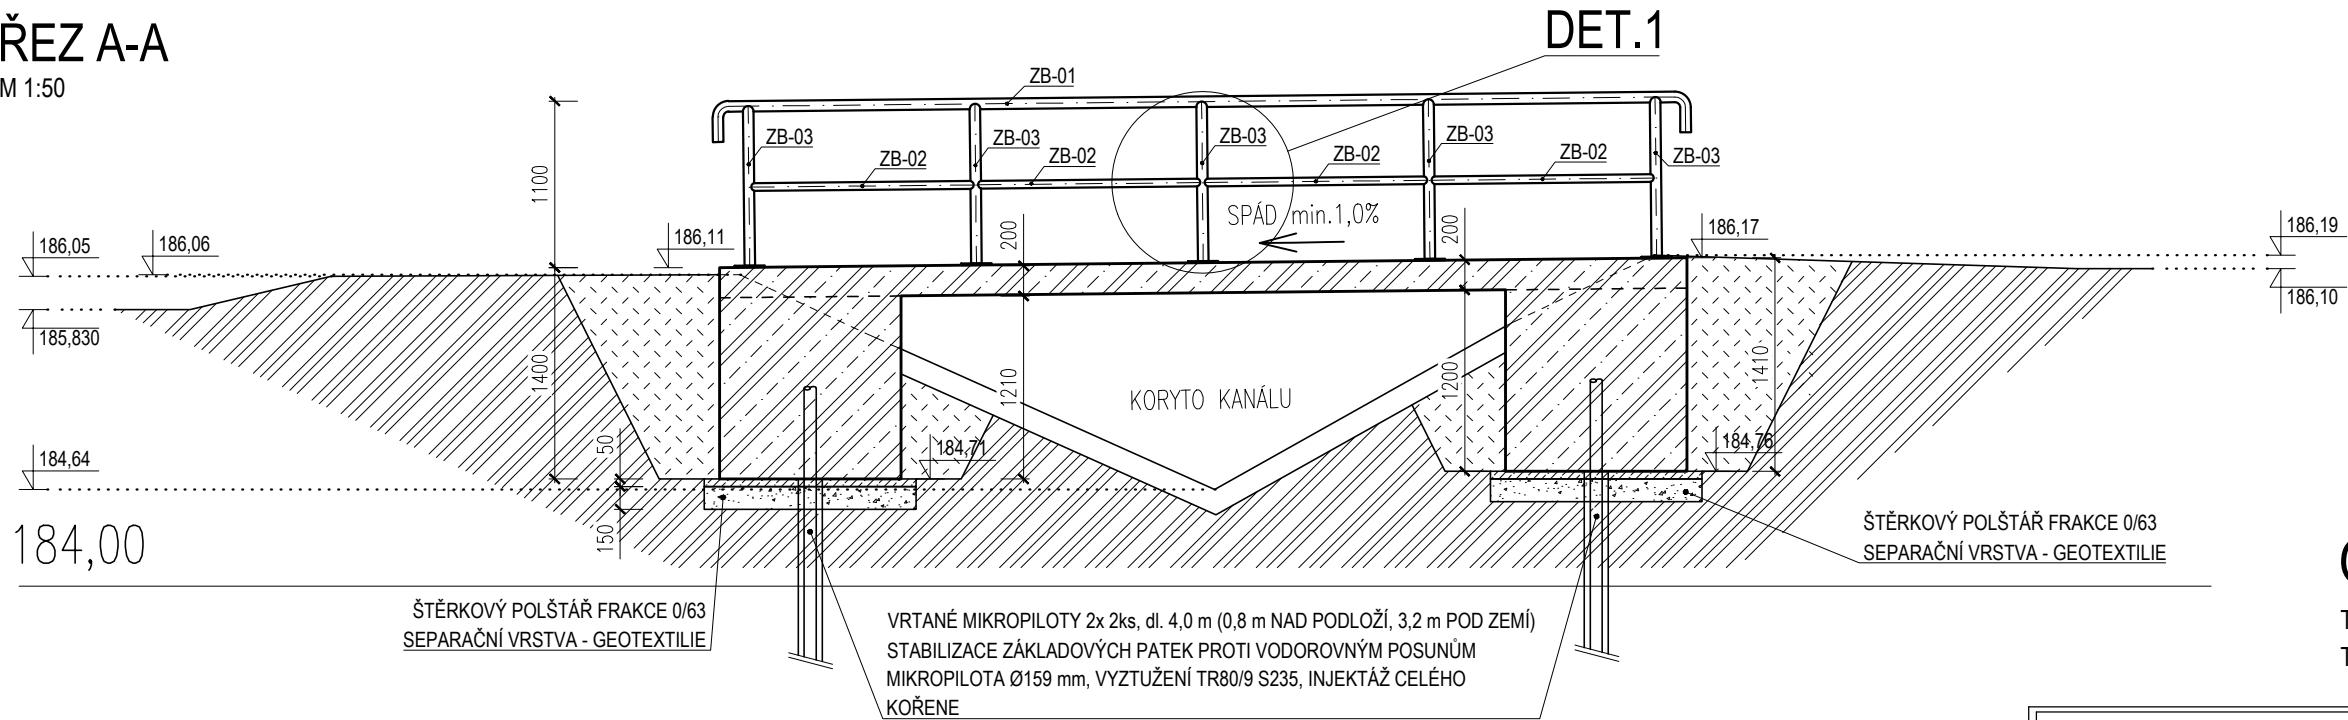 ŘEZ A-A
M 1:50
DET.1
ZB-01
ZB-03
ZB-02
ZB-03
ZB-02
ZB-03
ZB-02
ZB-03
ZB-02
ZB-03
1100
SPÁD min.1,0%
200
200
186,05
186,06
186,11
186,17
186,19
186,10
185,830
1400
1210
1200
1410
KORYTO KANÁLU
50
184,71
184,76
184,64
150
184,00
ŠTĚRKOVÝ POLŠTÁŘ FRAKCE 0/63
SEPARAČNÍ VRSTVA - GEOTEXTILIE
ŠTĚRKOVÝ POLŠTÁŘ FRAKCE 0/63
SEPARAČNÍ VRSTVA - GEOTEXTILIE
VRTANÉ MIKROPILOTY 2x 2ks, dl. 4,0 m (0,8 m NAD PODLOŽÍ, 3,2 m POD ZEMÍ)
STABILIZACE ZÁKLADOVÝCH PATEK PROTI VODOROVNÝM POSUNŮM
MIKROPILOTA Ø159 mm, VYZTUŽENÍ TR80/9 S235, INJEKTÁŽ CELÉHO
KOŘENE